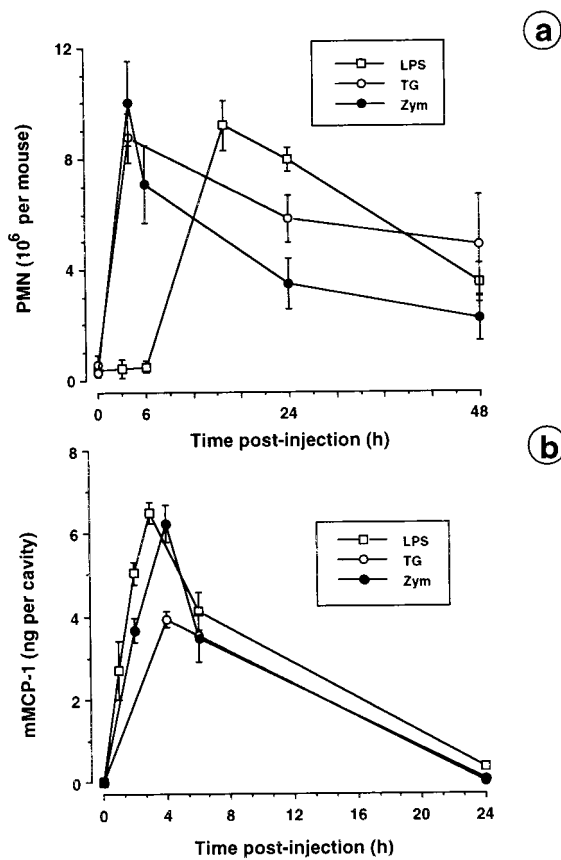 a
12
LPS
TG
Zym
8
4
0
PMN (10⁶ per mouse)
0 6 24 48
Time post-injection (h)
b
8
LPS
TG
Zym
6
4
2
0
mMCP-1 (ng per cavity)
0 4 8 12 16 20 24
Time post-injection (h)